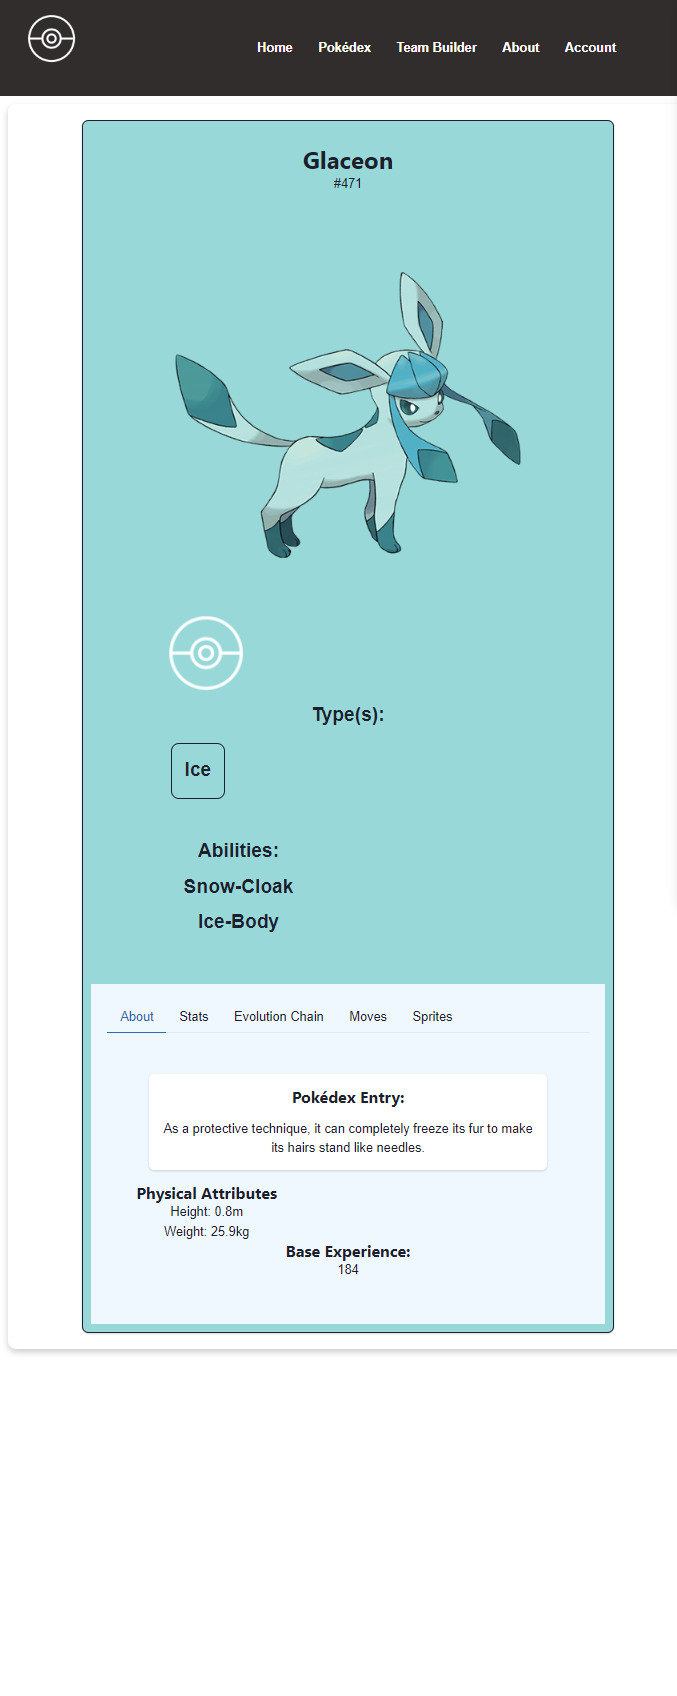 Home Pokédex Team Builder About Account
Glaceon
#471
Type(s):
Ice
Abilities:
Snow-Cloak
Ice-Body
About Stats Evolution Chain Moves Sprites
Pokédex Entry:
As a protective technique, it can completely freeze its fur to make
its hairs stand like needles.
Physical Attributes
Height: 0.8m
Weight: 25.9kg
Base Experience:
184